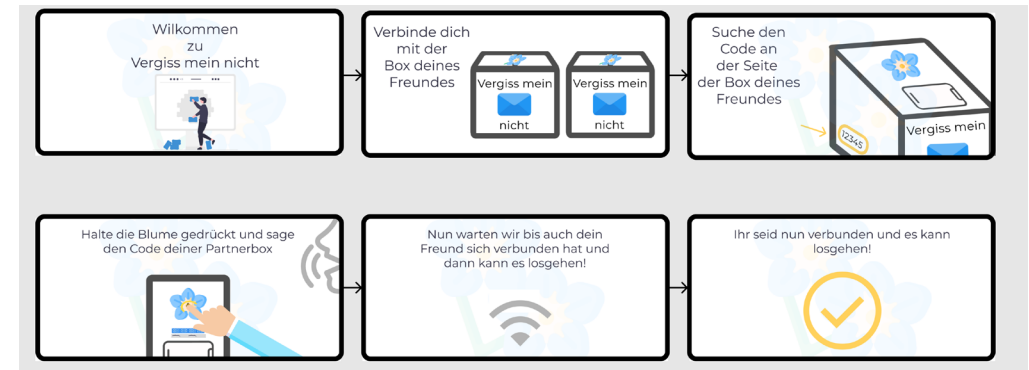 Wilkommen
zu
Vergiss mein nicht
Verbinde dich
mit der
Box deines
Freundes
Vergiss mein
nicht
Vergiss mein
nicht
Suche den
Code an
der Seite
der Box deines
Freundes
12345
Vergiss mein
Halte die Blume gedrückt und sage
den Code deiner Partnerbox
Nun warten wir bis auch dein
Freund sich verbunden hat und
dann kann es losgehen!
Ihr seid nun verbunden und es kann
losgehen!